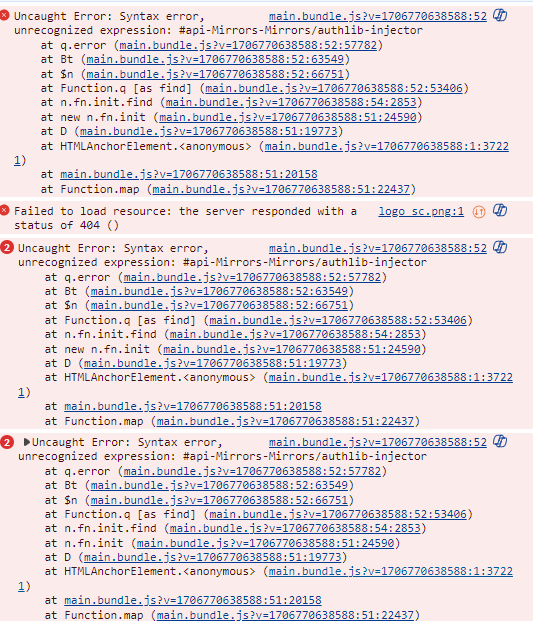 Uncaught Error: Syntax error, main.bundle.js?v=1706770638588:52
unrecognized expression: #api-Mirrors-Mirrors/authlib-injector
at q.error (main.bundle.js?v=1706770638588:52:57782)
at Bt (main.bundle.js?v=1706770638588:52:63549)
at $n (main.bundle.js?v=1706770638588:52:66751)
at Function.q [as find] (main.bundle.js?v=1706770638588:52:53406)
at n.fn.init.find (main.bundle.js?v=1706770638588:54:2853)
at new n.fn.init (main.bundle.js?v=1706770638588:51:24590)
at D (main.bundle.js?v=1706770638588:51:19773)
at HTMLAnchorElement.<anonymous> (main.bundle.js?v=1706770638588:1:3722
1)
at main.bundle.js?v=1706770638588:51:20158
at Function.map (main.bundle.js?v=1706770638588:51:22437)
Failed to load resource: the server responded with a logo_sc.png:1
status of 404 ()
2 Uncaught Error: Syntax error, main.bundle.js?v=1706770638588:52
unrecognized expression: #api-Mirrors-Mirrors/authlib-injector
at q.error (main.bundle.js?v=1706770638588:52:57782)
at Bt (main.bundle.js?v=1706770638588:52:63549)
at $n (main.bundle.js?v=1706770638588:52:66751)
at Function.q [as find] (main.bundle.js?v=1706770638588:52:53406)
at n.fn.init.find (main.bundle.js?v=1706770638588:54:2853)
at new n.fn.init (main.bundle.js?v=1706770638588:51:24590)
at D (main.bundle.js?v=1706770638588:51:19773)
at HTMLAnchorElement.<anonymous> (main.bundle.js?v=1706770638588:1:3722
1)
at main.bundle.js?v=1706770638588:51:20158
at Function.map (main.bundle.js?v=1706770638588:51:22437)
2 Uncaught Error: Syntax error, main.bundle.js?v=1706770638588:52
unrecognized expression: #api-Mirrors-Mirrors/authlib-injector
at q.error (main.bundle.js?v=1706770638588:52:57782)
at Bt (main.bundle.js?v=1706770638588:52:63549)
at $n (main.bundle.js?v=1706770638588:52:66751)
at Function.q [as find] (main.bundle.js?v=1706770638588:52:53406)
at n.fn.init.find (main.bundle.js?v=1706770638588:54:2853)
at n.fn.init (main.bundle.js?v=1706770638588:51:24590)
at D (main.bundle.js?v=1706770638588:51:19773)
at HTMLAnchorElement.<anonymous> (main.bundle.js?v=1706770638588:1:3722
1)
at main.bundle.js?v=1706770638588:51:20158
at Function.map (main.bundle.js?v=1706770638588:51:22437)